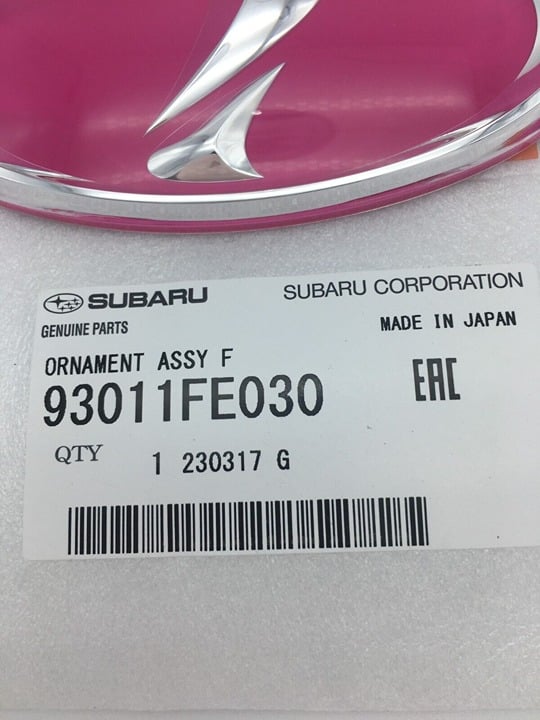 SUBARU SUBARU CORPORATION
GENUINE PARTS MADE IN JAPAN
ORNAMENT ASSY F
93011FE030 EAC
QTY 1 230317 G